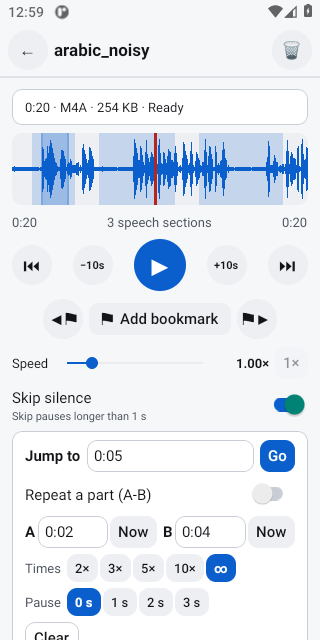 12:59
← arabic_noisy
0:20 · M4A · 254 KB · Ready
0:20 3 speech sections 0:20
−10s +10s
Add bookmark
Speed 1.00× 1×
Skip silence
Skip pauses longer than 1 s
Jump to 0:05 Go
Repeat a part (A-B)
A 0:02 Now B 0:04 Now
Times 2× 3× 5× 10× ∞
Pause 0 s 1 s 2 s 3 s
Clear